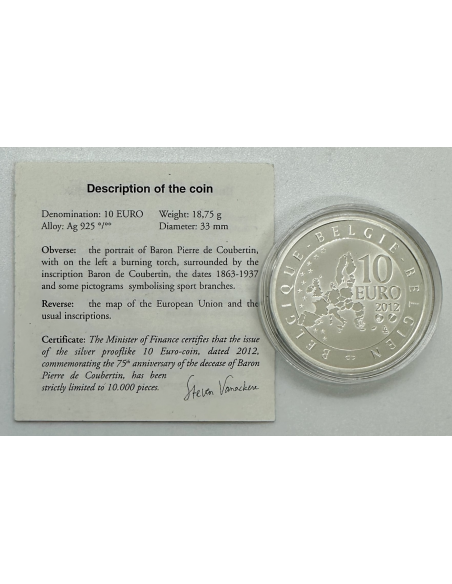 Description of the coin
Denomination: 10 EURO Weight: 18,75 g
Alloy: Ag 925 °/°° Diameter: 33 mm
Obverse: the portrait of Baron Pierre de Coubertin,
with on the left a burning torch, surrounded by the
inscription Baron de Coubertin, the dates 1863-1937
and some pictograms symbolising sport branches.
Reverse: the map of the European Union and the
usual inscriptions.
Certificate: The Minister of Finance certifies that the issue
of the silver prooflike 10 Euro-coin, dated 2012,
commemorating the 75th anniversary of the decease of Baron
Pierre de Coubertin, has been
strictly limited to 10.000 pieces.
Steven Vanackere
BELGIQUE - BELGIE - BELGIEN
10
EURO
2012